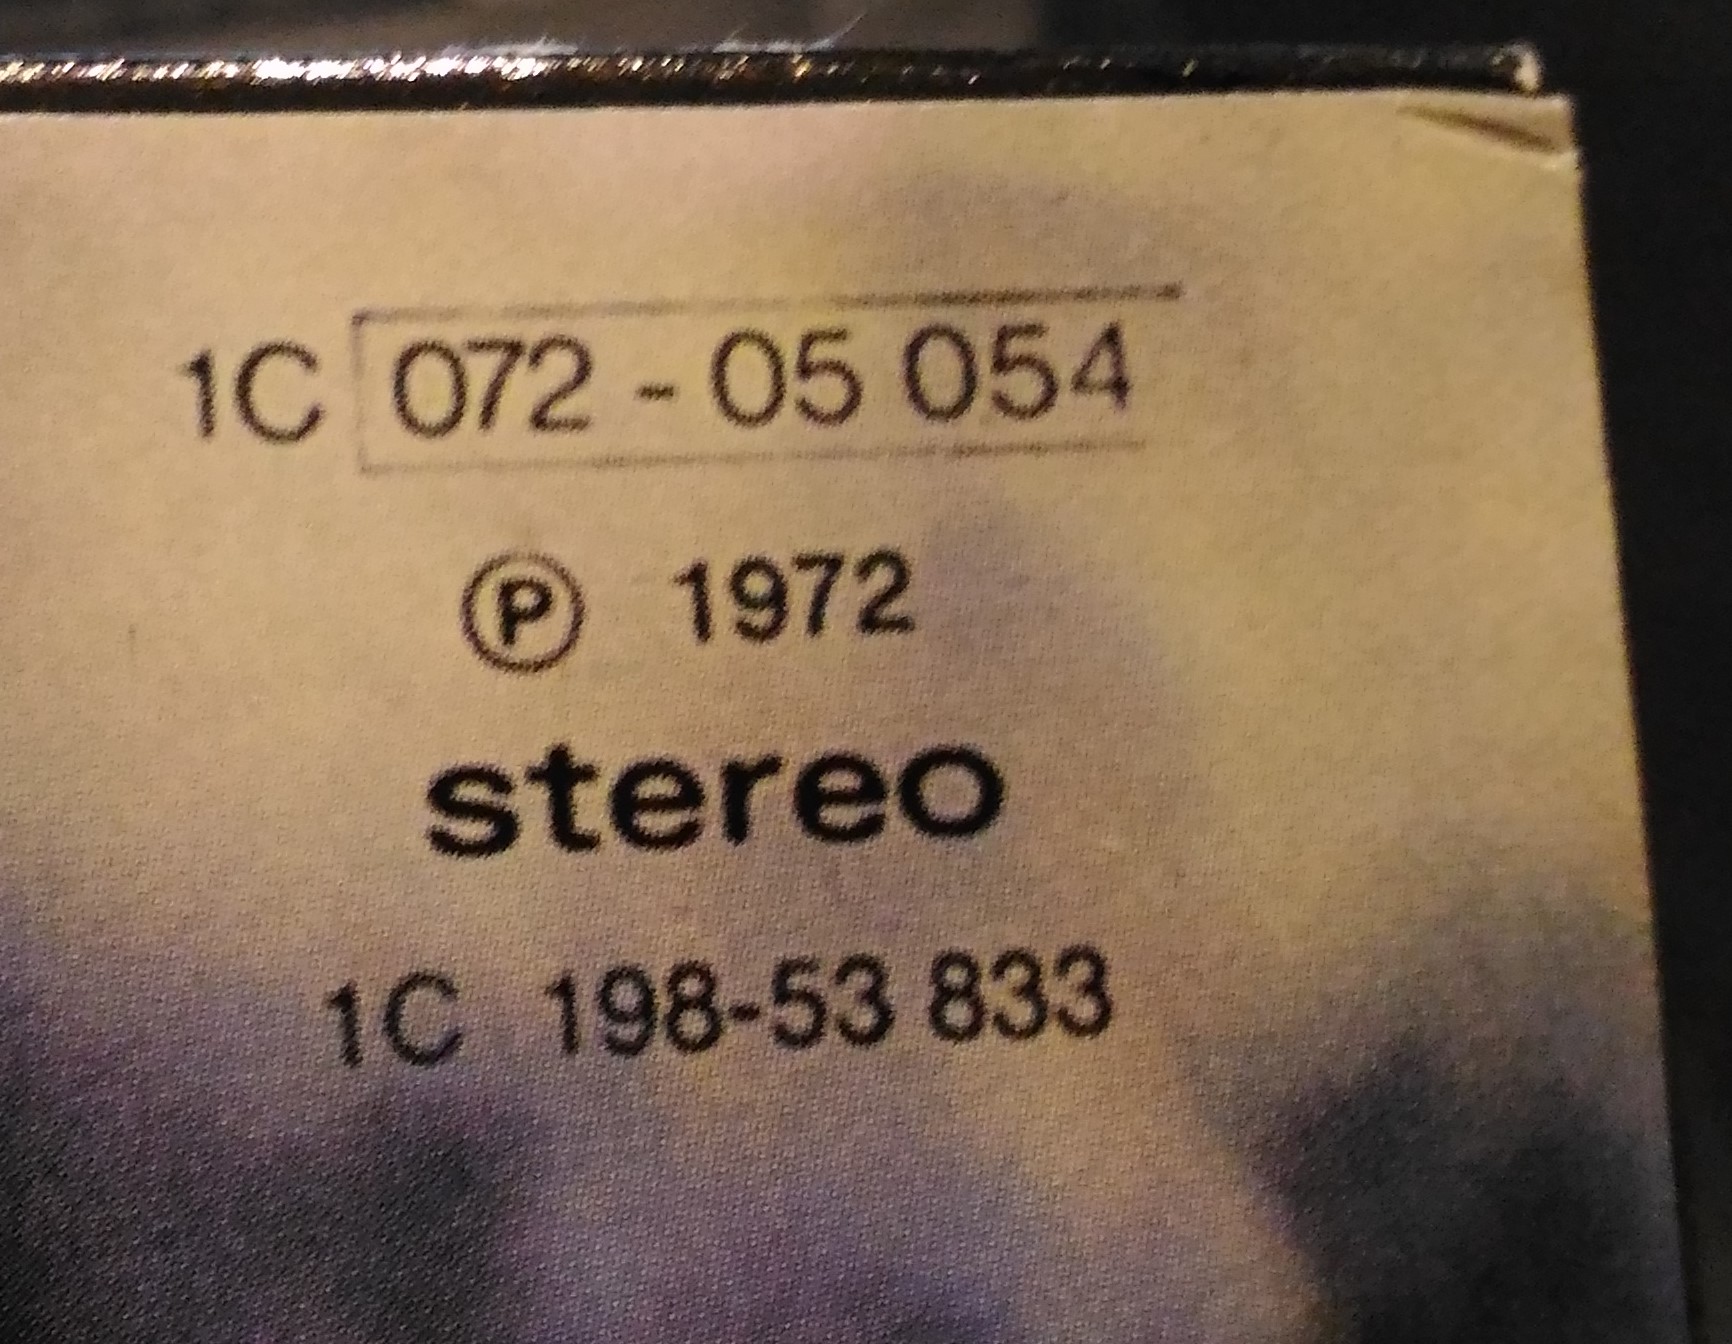 1C 072 - 05 054
Ⓟ 1972
stereo
1C 198-53 833